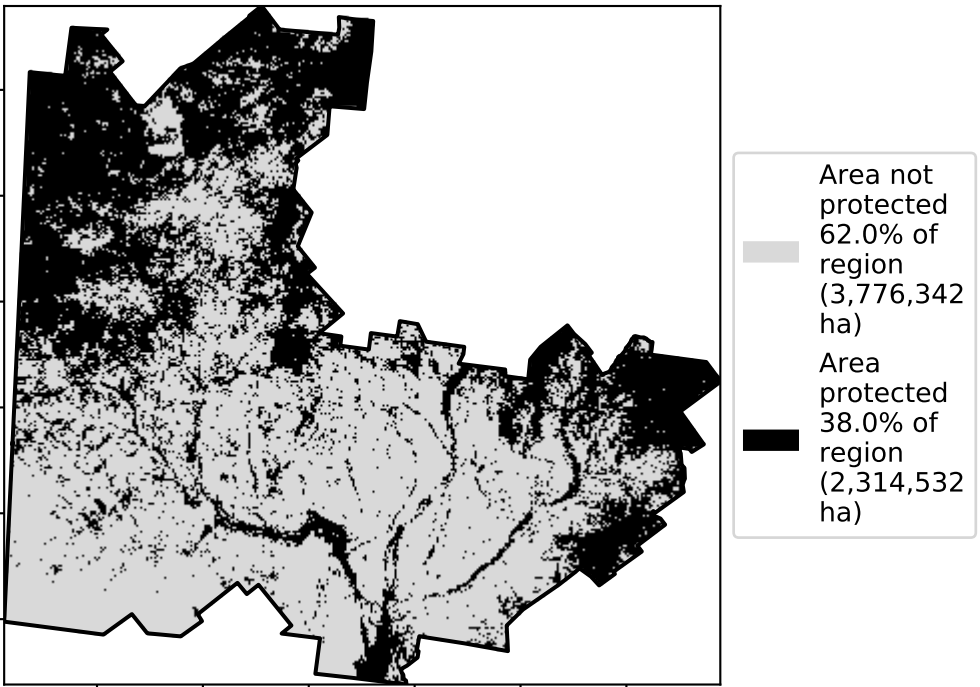 Area not
protected
62.0% of
region
(3,776,342
ha)
Area
protected
38.0% of
region
(2,314,532
ha)